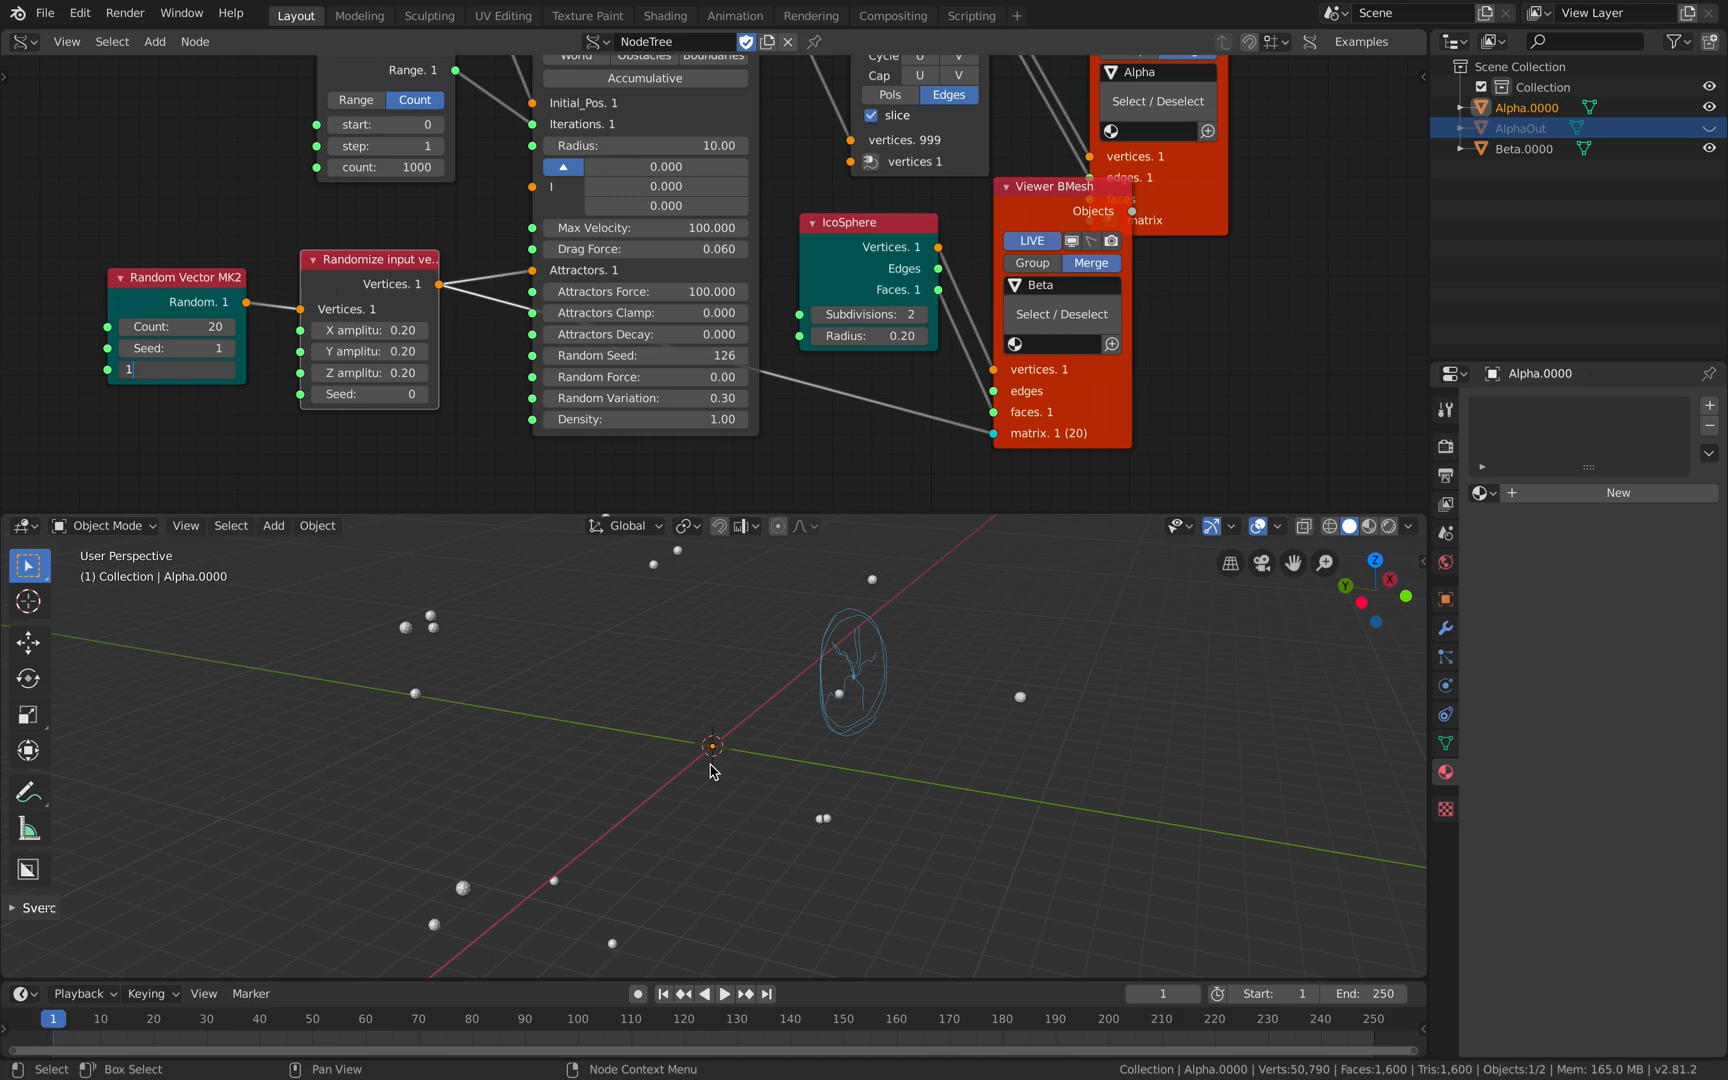 File Edit Render Window Help Layout Modeling Sculpting UV Editing Texture Paint Shading Animation Rendering Compositing Scripting + Scene View Layer
View Select Add Node NodeTree Examples
Range. 1
Range Count
start: 0
step: 1
count: 1000
Random Vector MK2
Random. 1
Count: 20
Seed: 1
1
Randomize input ve..
Vertices. 1
Vertices. 1
X amplitu: 0.20
Y amplitu: 0.20
Z amplitu: 0.20
Seed: 0
World Obstacles Boundaries
Accumulative
Initial_Pos. 1
Iterations. 1
Radius: 10.00
0.000
I 0.000
0.000
Max Velocity: 100.000
Drag Force: 0.060
Attractors. 1
Attractors Force: 100.000
Attractors Clamp: 0.000
Attractors Decay: 0.000
Random Seed: 126
Random Force: 0.00
Random Variation: 0.30
Density: 1.00
Cycle U V
Cap U V
Pols Edges
slice
vertices. 999
vertices 1
IcoSphere
Vertices. 1
Edges
Faces. 1
Subdivisions: 2
Radius: 0.20
Alpha
Select / Deselect
vertices. 1
edges. 1
faces
matrix
Viewer BMesh
Objects
LIVE
Group Merge
Beta
Select / Deselect
vertices. 1
edges
faces. 1
matrix. 1 (20)
Scene Collection
Collection
Alpha.0000
AlphaOut
Beta.0000
Alpha.0000
New
Object Mode View Select Add Object Global
User Perspective
(1) Collection | Alpha.0000
Z
X
Y
Sverc
Playback Keying View Marker 1 Start: 1 End: 250
1 10 20 30 40 50 60 70 80 90 100 110 120 130 140 150 160 170 180 190 200 210 220 230 240 250
Select Box Select Pan View Node Context Menu Collection | Alpha.0000 | Verts:50,790 | Faces:1,600 | Tris:1,600 | Objects:1/2 | Mem: 165.0 MB | v2.81.2